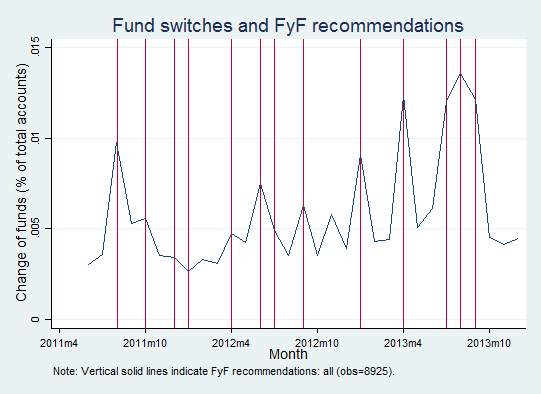 Fund switches and FyF recommendations
Change of funds (% of total accounts)
.015
.01
.005
0
2011m4 2011m10 2012m4 2012m10 2013m4 2013m10
Month
Note: Vertical solid lines indicate FyF recommendations: all (obs=8925).